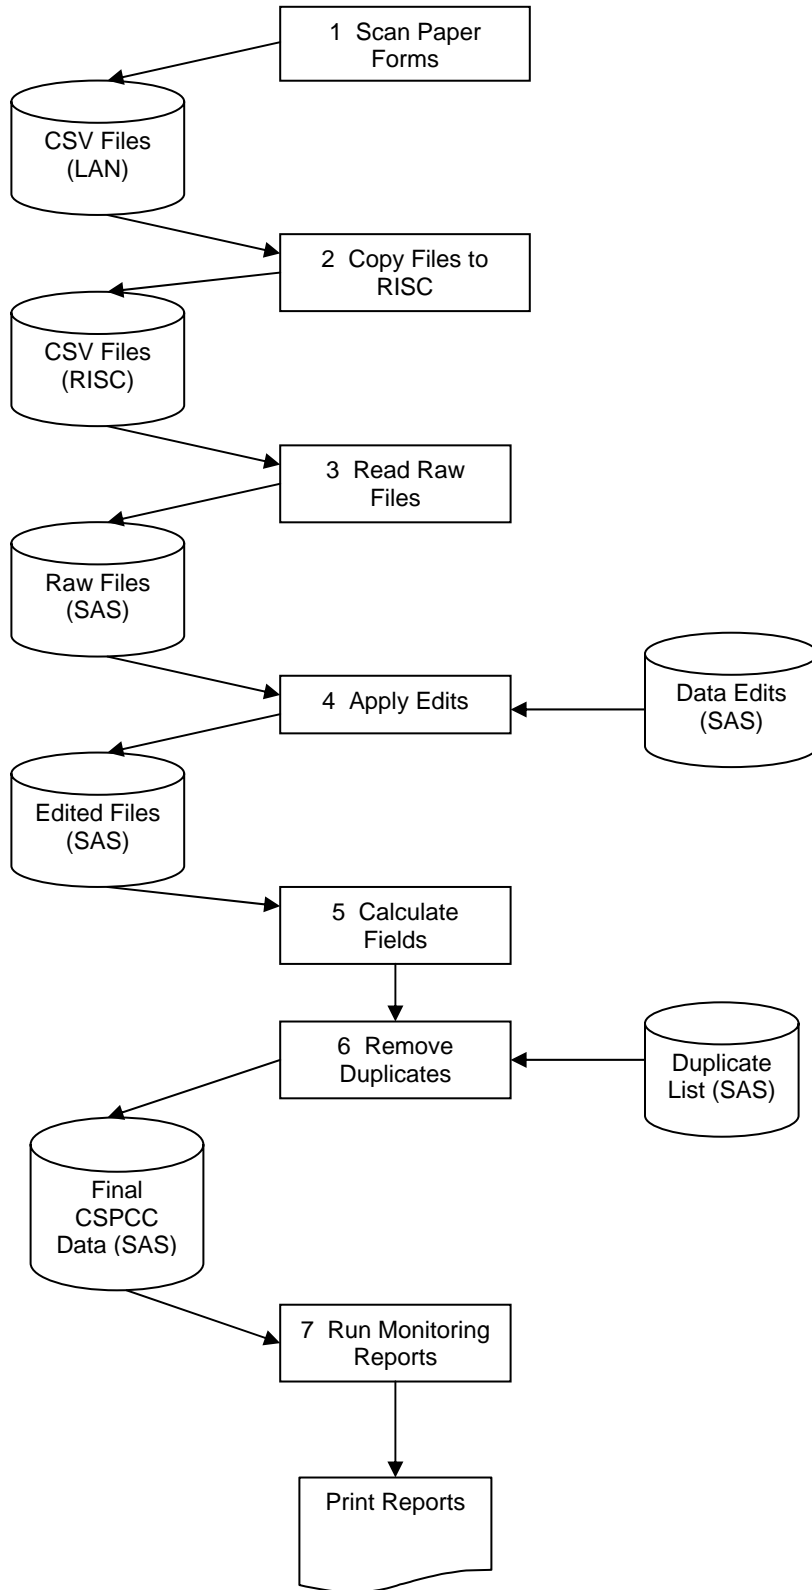 1 Scan Paper
Forms
CSV Files
(LAN)
2 Copy Files to
RISC
CSV Files
(RISC)
3 Read Raw
Files
Raw Files
(SAS)
4 Apply Edits
Data Edits
(SAS)
Edited Files
(SAS)
5 Calculate
Fields
6 Remove
Duplicates
Duplicate
List (SAS)
Final
CSPCC
Data (SAS)
7 Run Monitoring
Reports
Print Reports